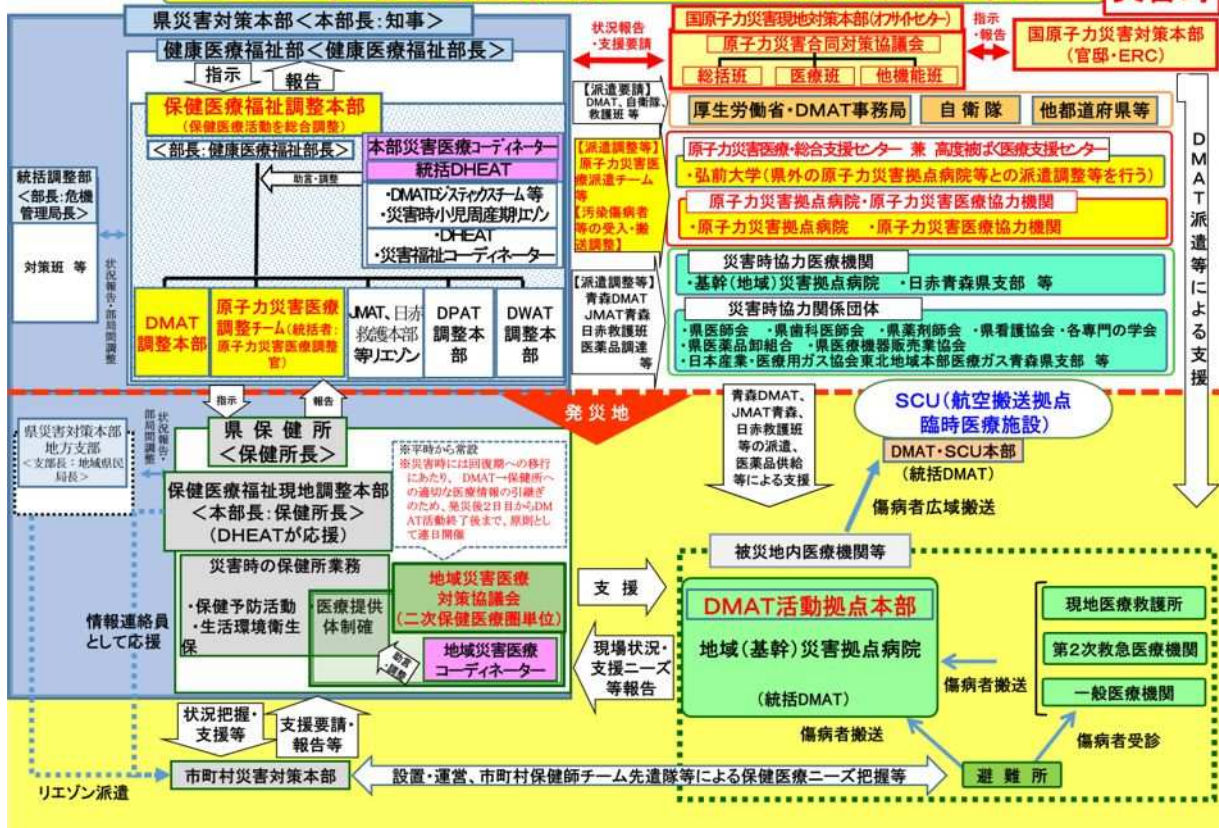 県災害対策本部<本部長:知事>
健康医療福祉部<健康医療福祉部長>
指示
報告
保健医療福祉調整本部
(保健医療活動を総合調整)
<部長:健康医療福祉部長>
本部災害医療コーディネーター
統括DHEAT
助言・調整
・DMATロジスティックスチーム等
・災害時小児周産期リエゾン
・DHEAT
・災害福祉コーディネーター
統括調整部
<部長:危機
管理局長>
対策班 等
状況報告・部局間調整
DMAT
調整本部
原子力災害医療
調整チーム(統括者:
原子力災害医療調整
官)
JMAT、日赤
救護本部
等リエゾン
DPAT
調整本
部
DWAT
調整本
部
状況報告
・支援要請
国原子力災害現地対策本部(オフサイトセンター)
原子力災害合同対策協議会
総括班
医療班
他機能班
指示
・報告
国原子力災害対策本部
(官邸・ERC)
【派遣要請】
DMAT、自衛隊、
救護班 等
厚生労働省・DMAT事務局
自衛隊
他都道府県等
【派遣調整等】
原子力災害医
療派遣チーム
等
【汚染傷病者
等の受入・搬
送調整】
原子力災害医療・総合支援センター 兼 高度被ばく医療支援センター
・弘前大学(県外の原子力災害拠点病院等との派遣調整等を行う)
原子力災害拠点病院・原子力災害医療協力機関
・原子力災害拠点病院 ・原子力災害医療協力機関
【派遣調整等】
青森DMAT
JMAT青森
日赤救護班
医薬品調達
等
災害時協力医療機関
・基幹(地域)災害拠点病院 ・日赤青森県支部 等
災害時協力関係団体
・県医師会 ・県歯科医師会 ・県薬剤師会 ・県看護協会・各専門の学会
・県医薬品卸組合 ・県医療機器販売業協会
・日本産業・医療用ガス協会東北地域本部医療ガス青森県支部 等
DMAT派遣等による支援
発災地
指示
報告
県災害対策本部
地方支部
<支部長:地域県民
局長>
状況報告・
部局間調整
県保健所
<保健所長>
※平時から常設
※災害時には回復期への移行
にあたり、DMAT→保健所へ
の適切な医療情報の引継ぎ
のため、発災後2日目からDM
AT活動終了後まで、原則とし
て連日開催
保健医療福祉現地調整本部
<本部長:保健所長>
(DHEATが応援)
災害時の保健所業務
・保健予防活動
・生活環境衛生
保
・医療提供
体制確
地域災害医療
対策協議会
(二次保健医療圏単位)
助言・調整
地域災害医療
コーディネーター
情報連絡員
として応援
状況把握・
支援等
支援要請・
報告等
市町村災害対策本部
リエゾン派遣
設置・運営、市町村保健師チーム先遣隊等による保健医療ニーズ把握等
青森DMAT、
JMAT青森、
日赤救護班
等の派遣、
医薬品供給
等による支援
SCU(航空搬送拠点
臨時医療施設)
DMAT・SCU本部
(統括DMAT)
傷病者広域搬送
被災地内医療機関等
支 援
現場状況・
支援ニーズ
等報告
DMAT活動拠点本部
地域(基幹)災害拠点病院
(統括DMAT)
傷病者搬送
現地医療救護所
第2次救急医療機関
一般医療機関
傷病者搬送
傷病者受診
避 難 所